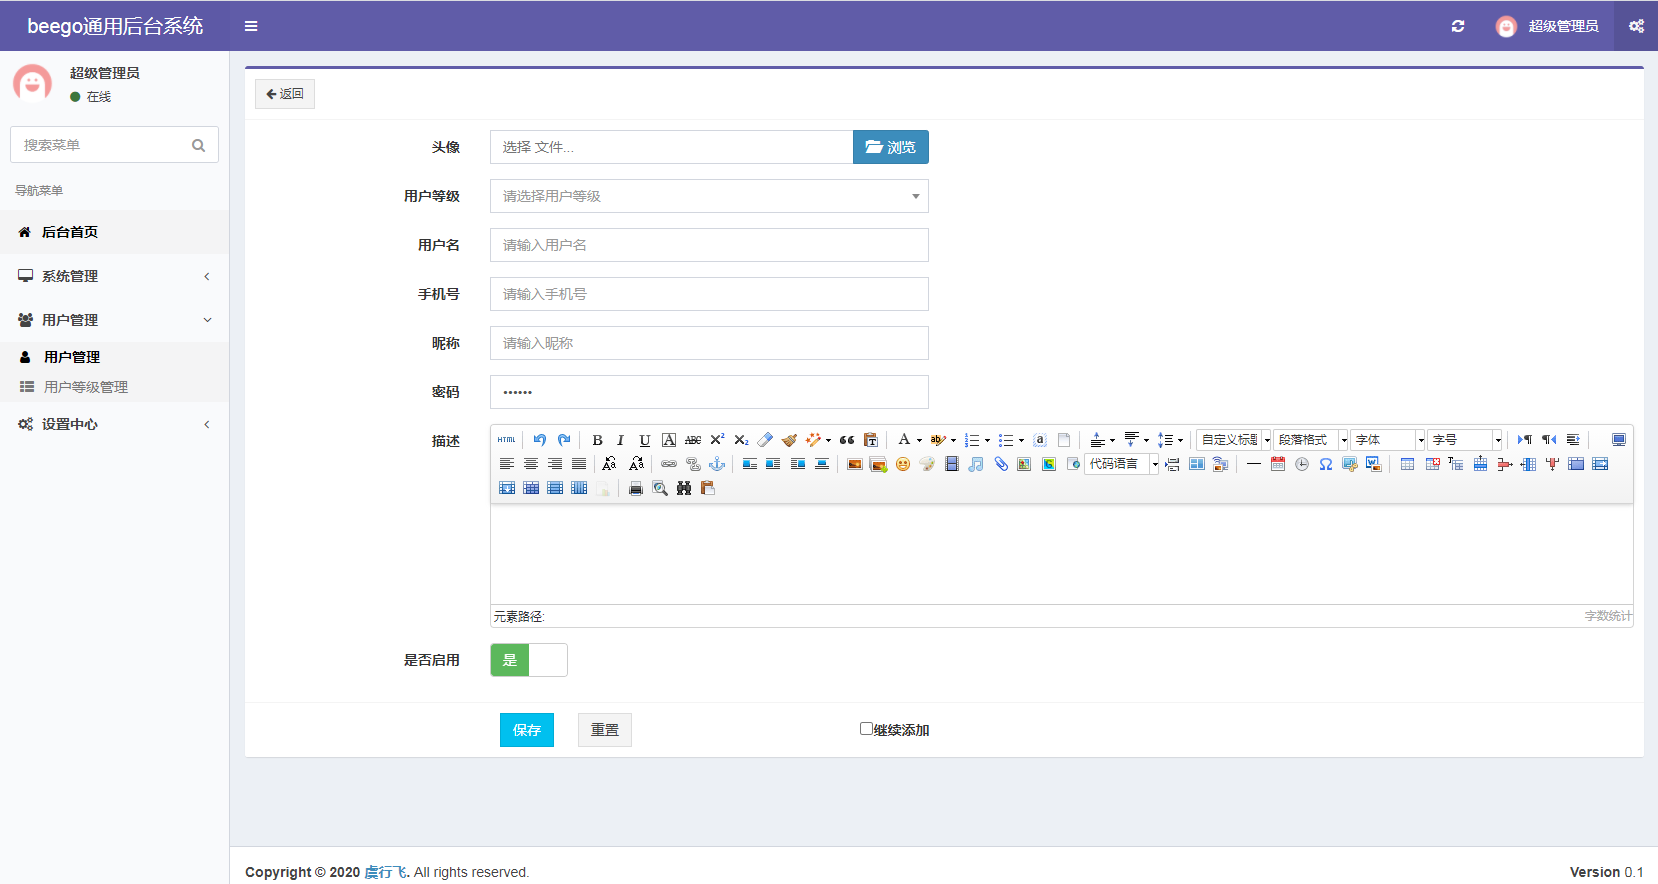 beego通用后台系统
超级管理员
超级管理员
在线
搜索菜单
导航菜单
后台首页
系统管理
用户管理
用户管理
用户等级管理
设置中心
返回
头像 选择 文件... 浏览
用户等级 请选择用户等级
用户名 请输入用户名
手机号 请输入手机号
昵称 请输入昵称
密码 ••••••
描述 HTML B I U A ABC X² X₂ A ab 自定义标题 段落格式 字体 字号
代码语言
元素路径: 字数统计
是否启用 是
保存 重置 继续添加
Copyright © 2020 虞行飞. All rights reserved. Version 0.1